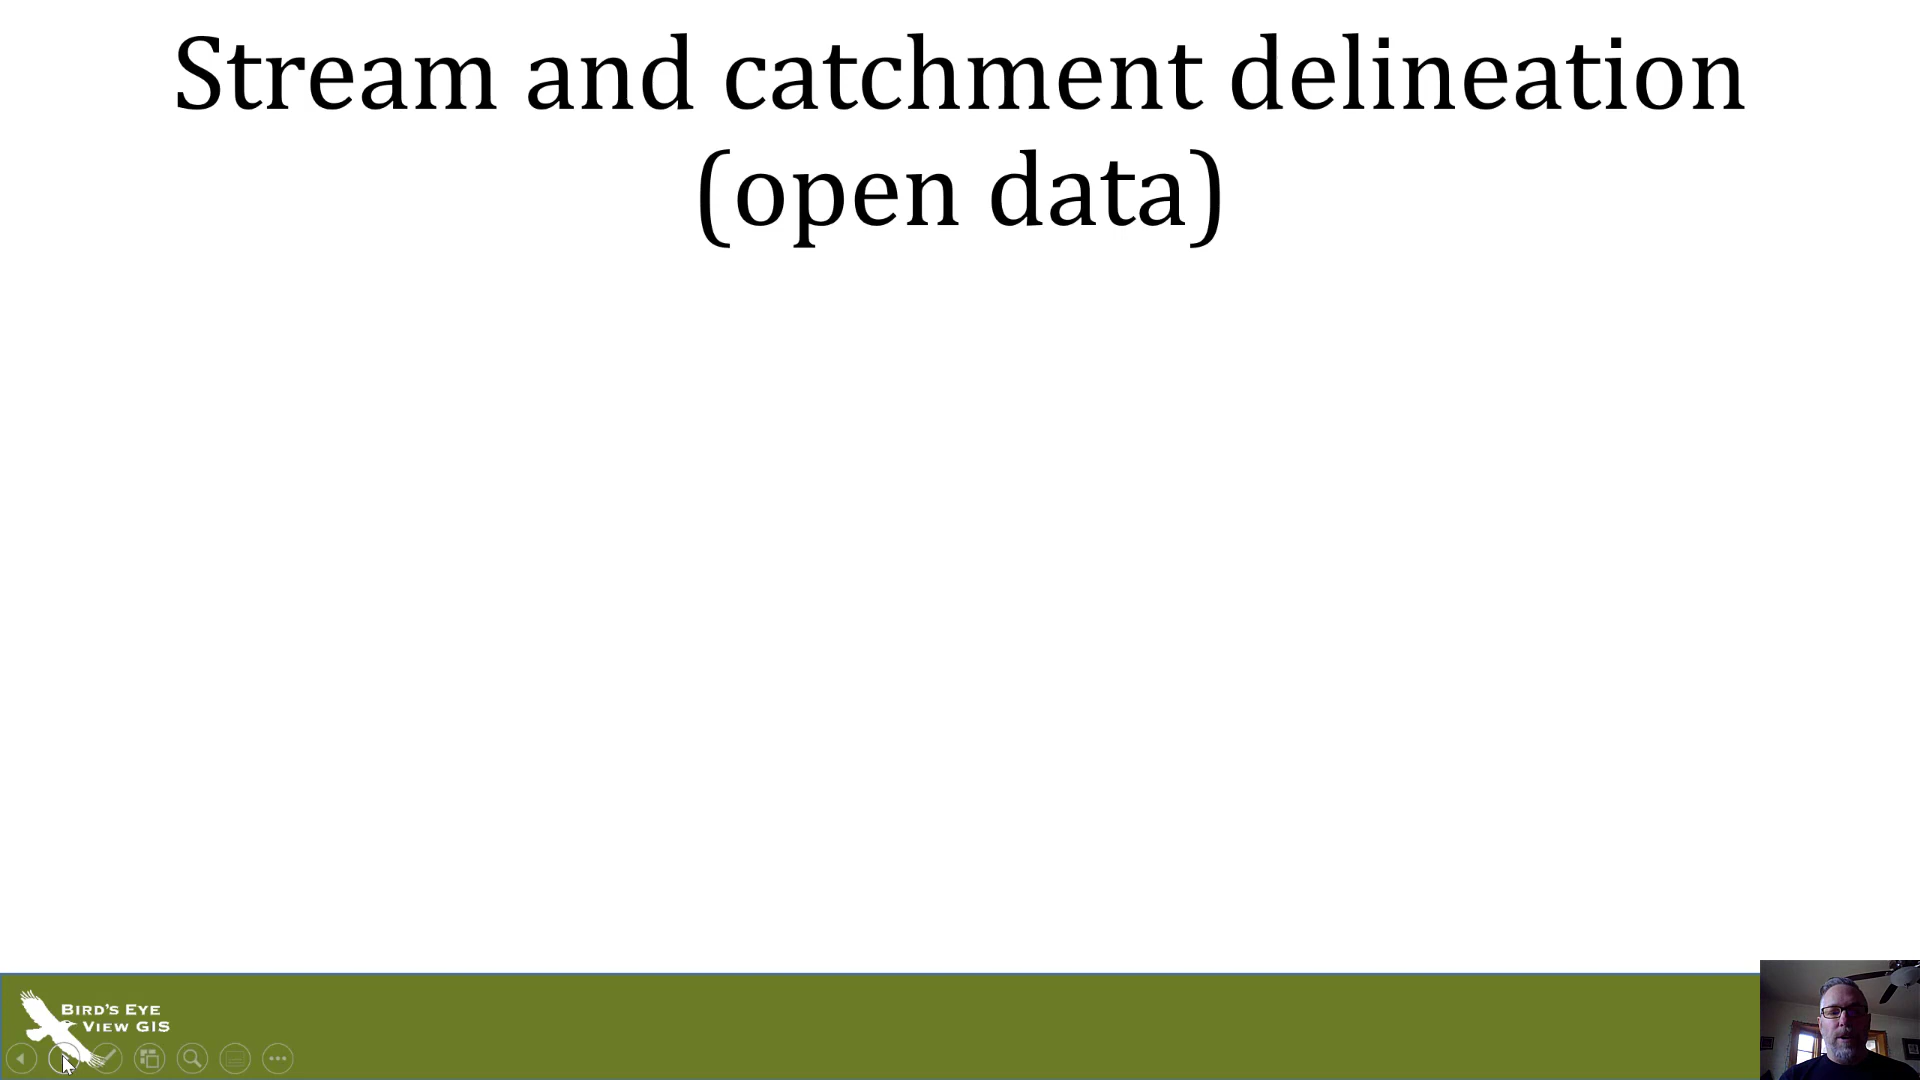 Stream and catchment delineation
(open data)
BIRD'S EYE
VIEW GIS